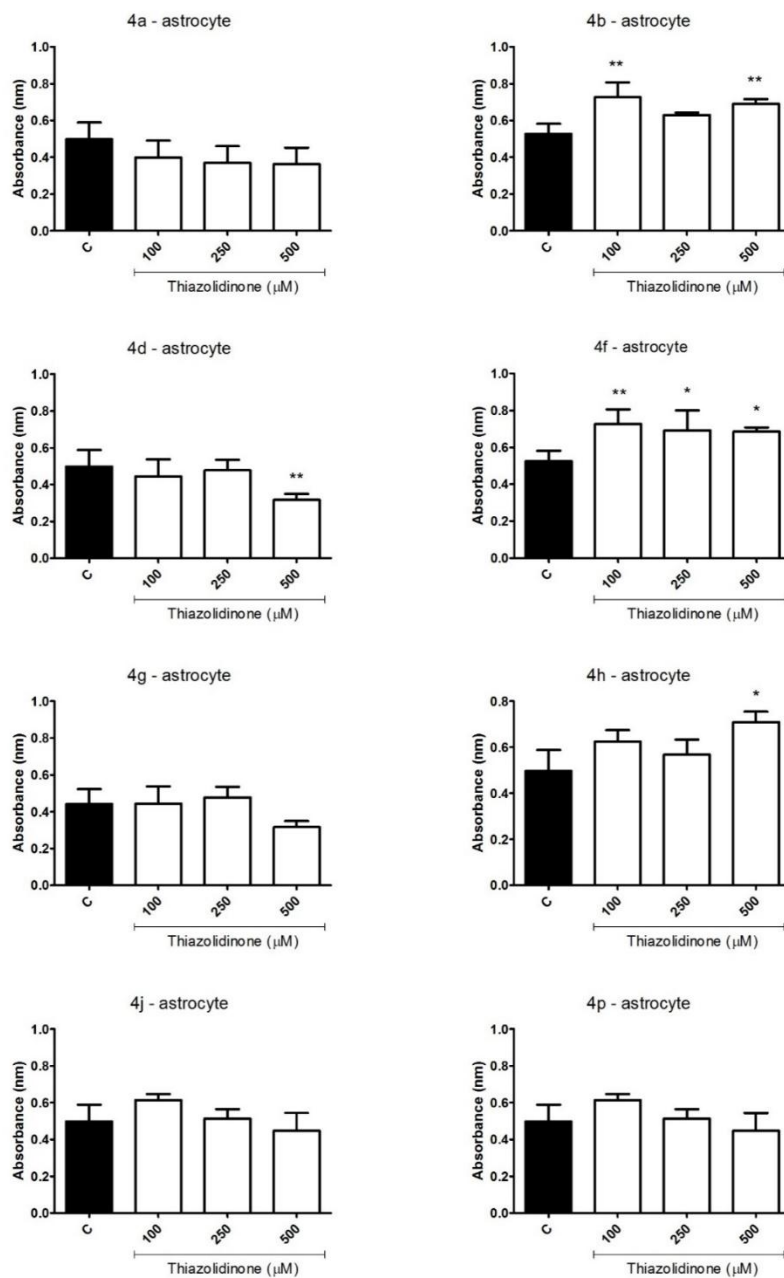 4a - astrocyte
Absorbance (nm)
1.0
0.8
0.6
0.4
0.2
0.0
C
100
250
500
Thiazolidinone (μM)
4b - astrocyte
Absorbance (nm)
1.0
0.8
0.6
0.4
0.2
0.0
**
**
C
100
250
500
Thiazolidinone (μM)
4d - astrocyte
Absorbance (nm)
1.0
0.8
0.6
0.4
0.2
0.0
**
C
100
250
500
Thiazolidinone (μM)
4f - astrocyte
Absorbance (nm)
1.0
0.8
0.6
0.4
0.2
0.0
**
*
*
C
100
250
500
Thiazolidinone (μM)
4g - astrocyte
Absorbance (nm)
1.0
0.8
0.6
0.4
0.2
0.0
C
100
250
500
Thiazolidinone (μM)
4h - astrocyte
Absorbance (nm)
0.8
0.6
0.4
0.2
0.0
*
C
100
250
500
Thiazolidinone (μM)
4j - astrocyte
Absorbance (nm)
1.0
0.8
0.6
0.4
0.2
0.0
C
100
250
500
Thiazolidinone (μM)
4p - astrocyte
Absorbance (nm)
1.0
0.8
0.6
0.4
0.2
0.0
C
100
250
500
Thiazolidinone (μM)